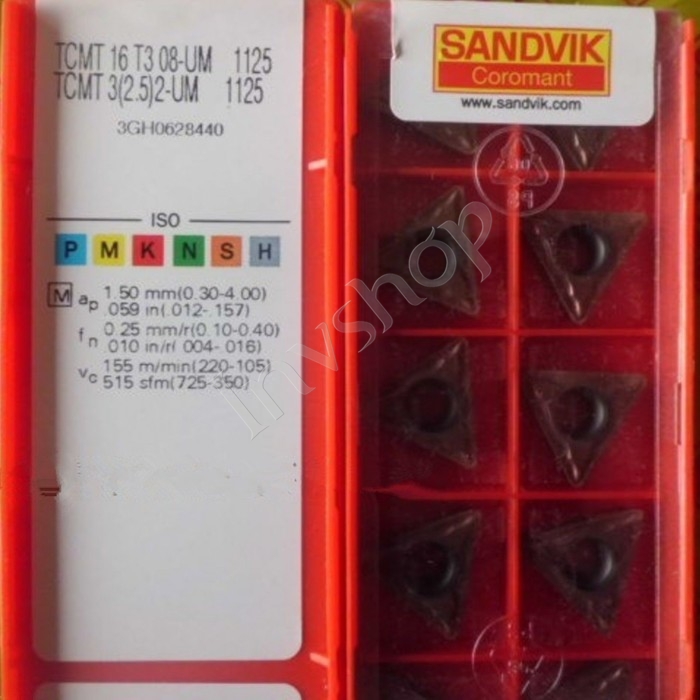 TCMT 16 T3 08-UM 1125
TCMT 3(2.5)2-UM 1125
3GH0628440
ISO
P M K N S H
M ap 1.50 mm(0.30-4.00)
.059 in(.012-.157)
fn 0.25 mm/r(0.10-0.40)
.010 in/r( 004-.016)
vc 155 m/min(220-105)
515 sfm(725-350)
SANDVIK
Coromant
www.sandvik.com
PS
invshop